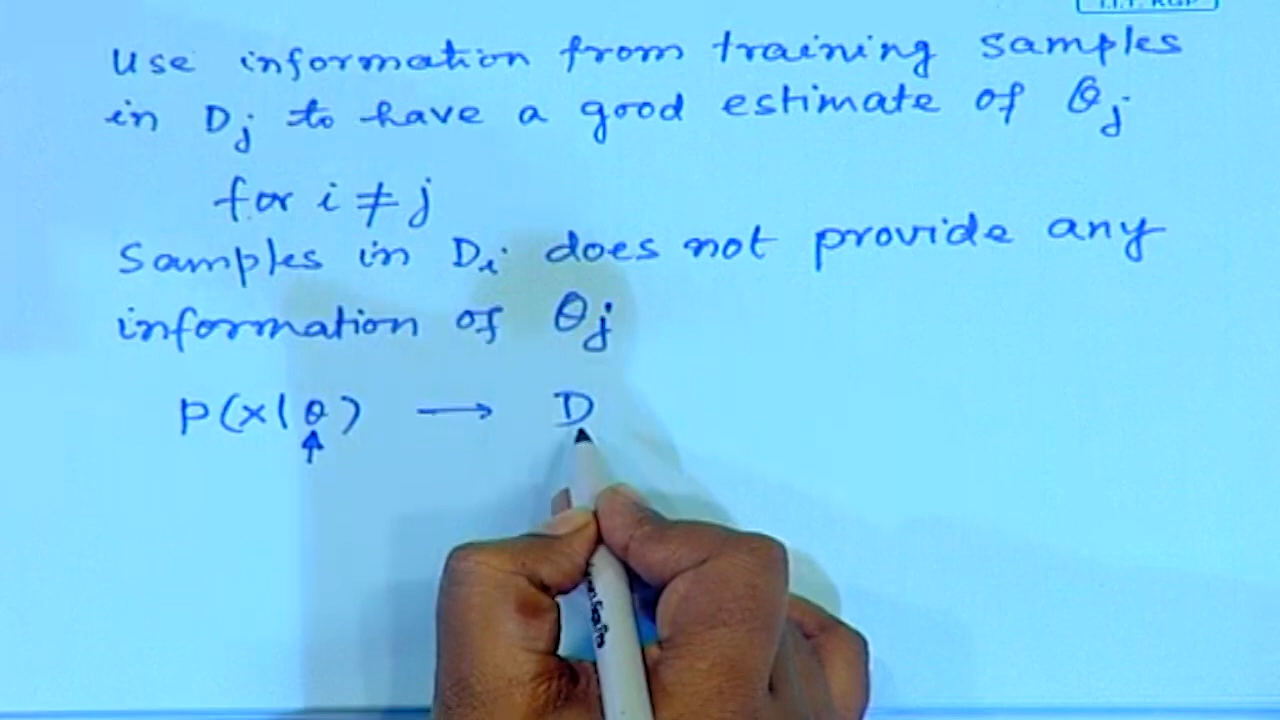 I.I.T. KGP
Use information from training samples
in Dj to have a good estimate of θj
for i ≠ j
Samples in Di does not provide any
information of θj
P(X|θ) → D